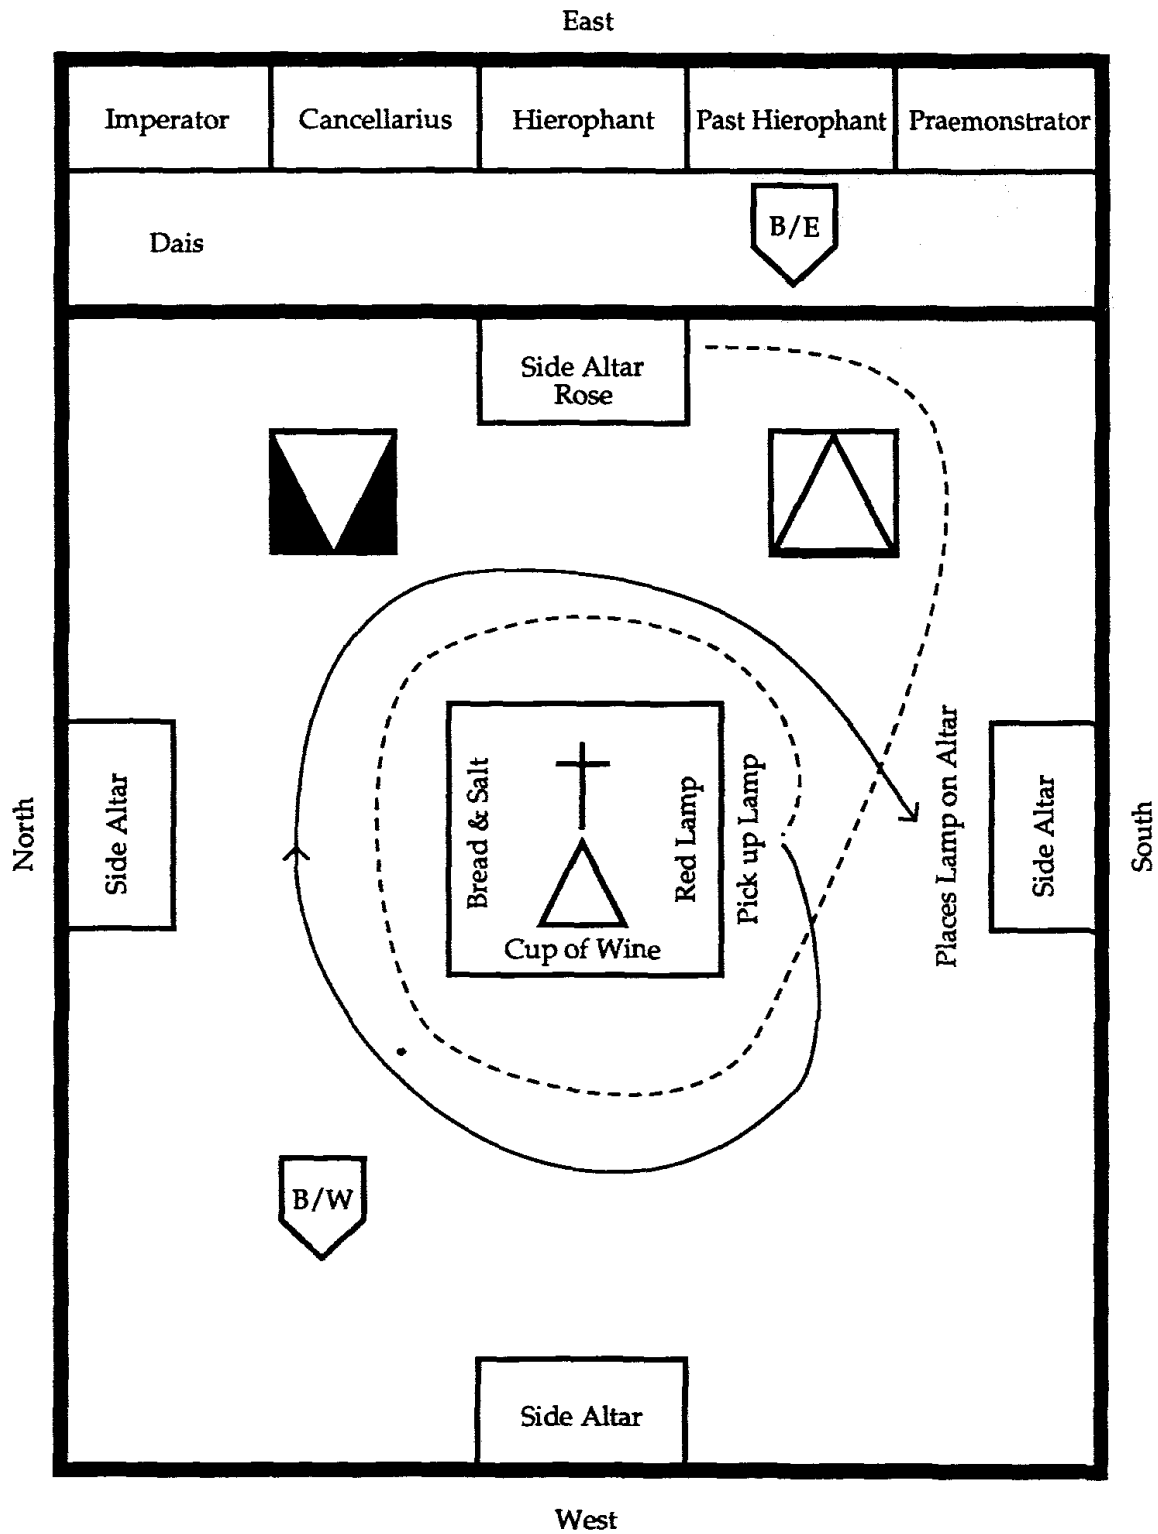 East
Imperator
Cancellarius
Hierophant
Past Hierophant
Praemonstrator
Dais
B/E
Side Altar
Rose
North
Side Altar
Bread & Salt
Red Lamp
Pick up Lamp
Cup of Wine
Places Lamp on Altar
Side Altar
South
B/W
Side Altar
West